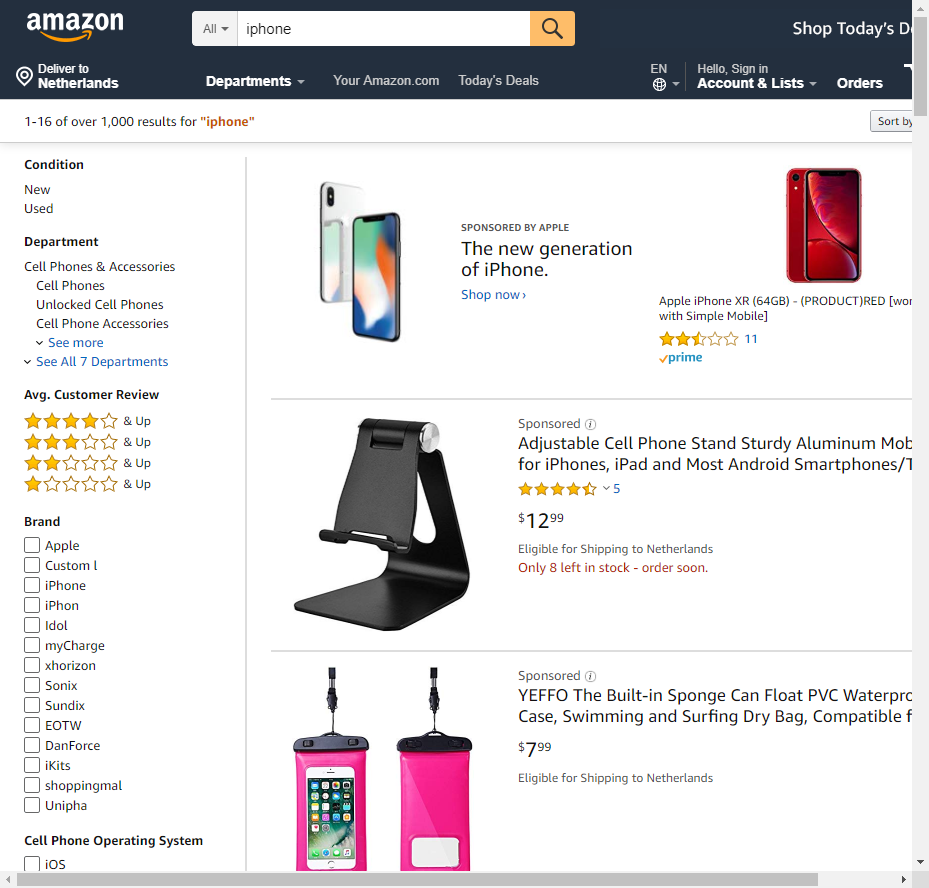 amazon
All
iphone
Shop Today's D
Deliver to
Netherlands
Departments
Your Amazon.com
Today's Deals
EN
Hello, Sign in
Account & Lists
Orders
1-16 of over 1,000 results for "iphone"
Sort by
Condition
New
Used
Department
Cell Phones & Accessories
Cell Phones
Unlocked Cell Phones
Cell Phone Accessories
See more
See All 7 Departments
Avg. Customer Review
& Up
& Up
& Up
& Up
Brand
Apple
Custom l
iPhone
iPhon
Idol
myCharge
xhorizon
Sonix
Sundix
EOTW
DanForce
iKits
shoppingmal
Unipha
Cell Phone Operating System
iOS
SPONSORED BY APPLE
The new generation
of iPhone.
Shop now ›
Apple iPhone XR (64GB) - (PRODUCT)RED [wor
with Simple Mobile]
11
prime
Sponsored
Adjustable Cell Phone Stand Sturdy Aluminum Mob
for iPhones, iPad and Most Android Smartphones/T
5
$12 99
Eligible for Shipping to Netherlands
Only 8 left in stock - order soon.
Sponsored
YEFFO The Built-in Sponge Can Float PVC Waterpro
Case, Swimming and Surfing Dry Bag, Compatible f
$7 99
Eligible for Shipping to Netherlands